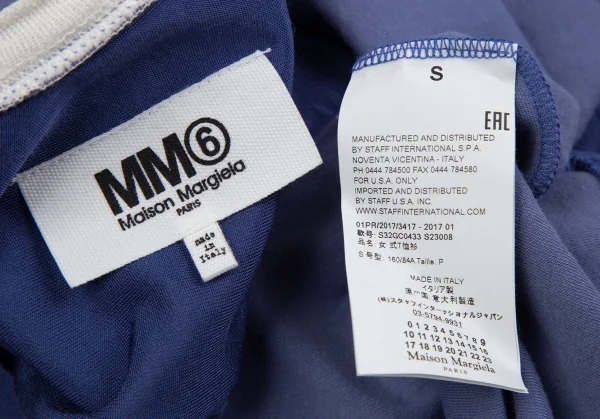 MM⑥
Maison Margiela
PARIS
made
in
Italy
S
EAC
MANUFACTURED AND DISTRIBUTED
BY STAFF INTERNATIONAL S.P.A.
NOVENTA VICENTINA - ITALY
PH 0444 784500 FAX 0444 784580
FOR U.S.A. ONLY
IMPORTED AND DISTRIBUTED
BY STAFF U.S.A. INC.
WWW.STAFFINTERNATIONAL.COM
01PR/2017/3417 - 2017 01
款号: S32GC0433 S23008
品名: 女式T恤衫
S号型: 160/84A Taille. P
MADE IN ITALY
イタリア製
意大利製造
(株)スタッフインターナショナルジャパン
03-5794-9931
0 1 2 3 4 5 6 7 8 9
10 11 12 13 14 15 16
17 18 19 20 21 22 23
Maison Margiela
PARIS